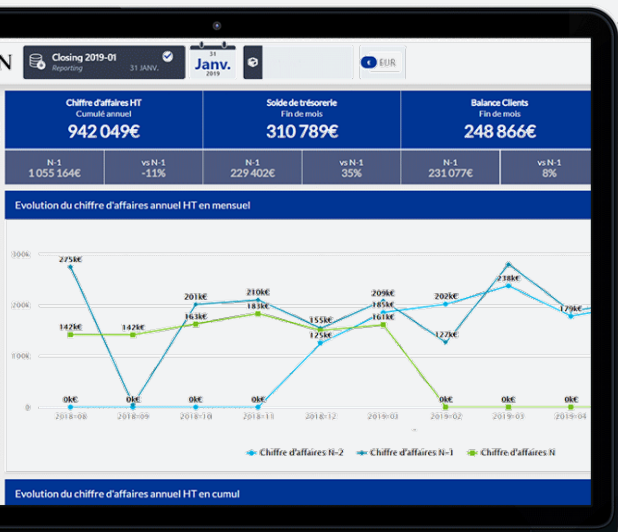 N
Closing 2019-01
Reporting
31 JANV.
31
Janv.
2019
€ EUR
Chiffre d'affaires HT
Cumulé annuel
942 049€
Solde de trésorerie
Fin de mois
310 789€
Balance Clients
Fin de mois
248 866€
N-1
1 055 164€
vs N-1
-11%
N-1
229 402€
vs N-1
35%
N-1
231 077€
vs N-1
8%
Evolution du chiffre d'affaires annuel HT en mensuel
300k
200k
100k
0
275k€
201k€
210k€
155k€
209k€
127k€
142k€
142k€
163k€
183k€
161k€
125k€
185k€
202k€
238k€
179k€
0k€
0k€
0k€
0k€
0k€
0k€
0k€
2018-08
2018-09
2018-10
2018-11
2018-12
2019-03
2019-02
2019-03
2019-04
Chiffre d'affaires N-2
Chiffre d'affaires N-1
Chiffre d'affaires N
Evolution du chiffre d'affaires annuel HT en cumul